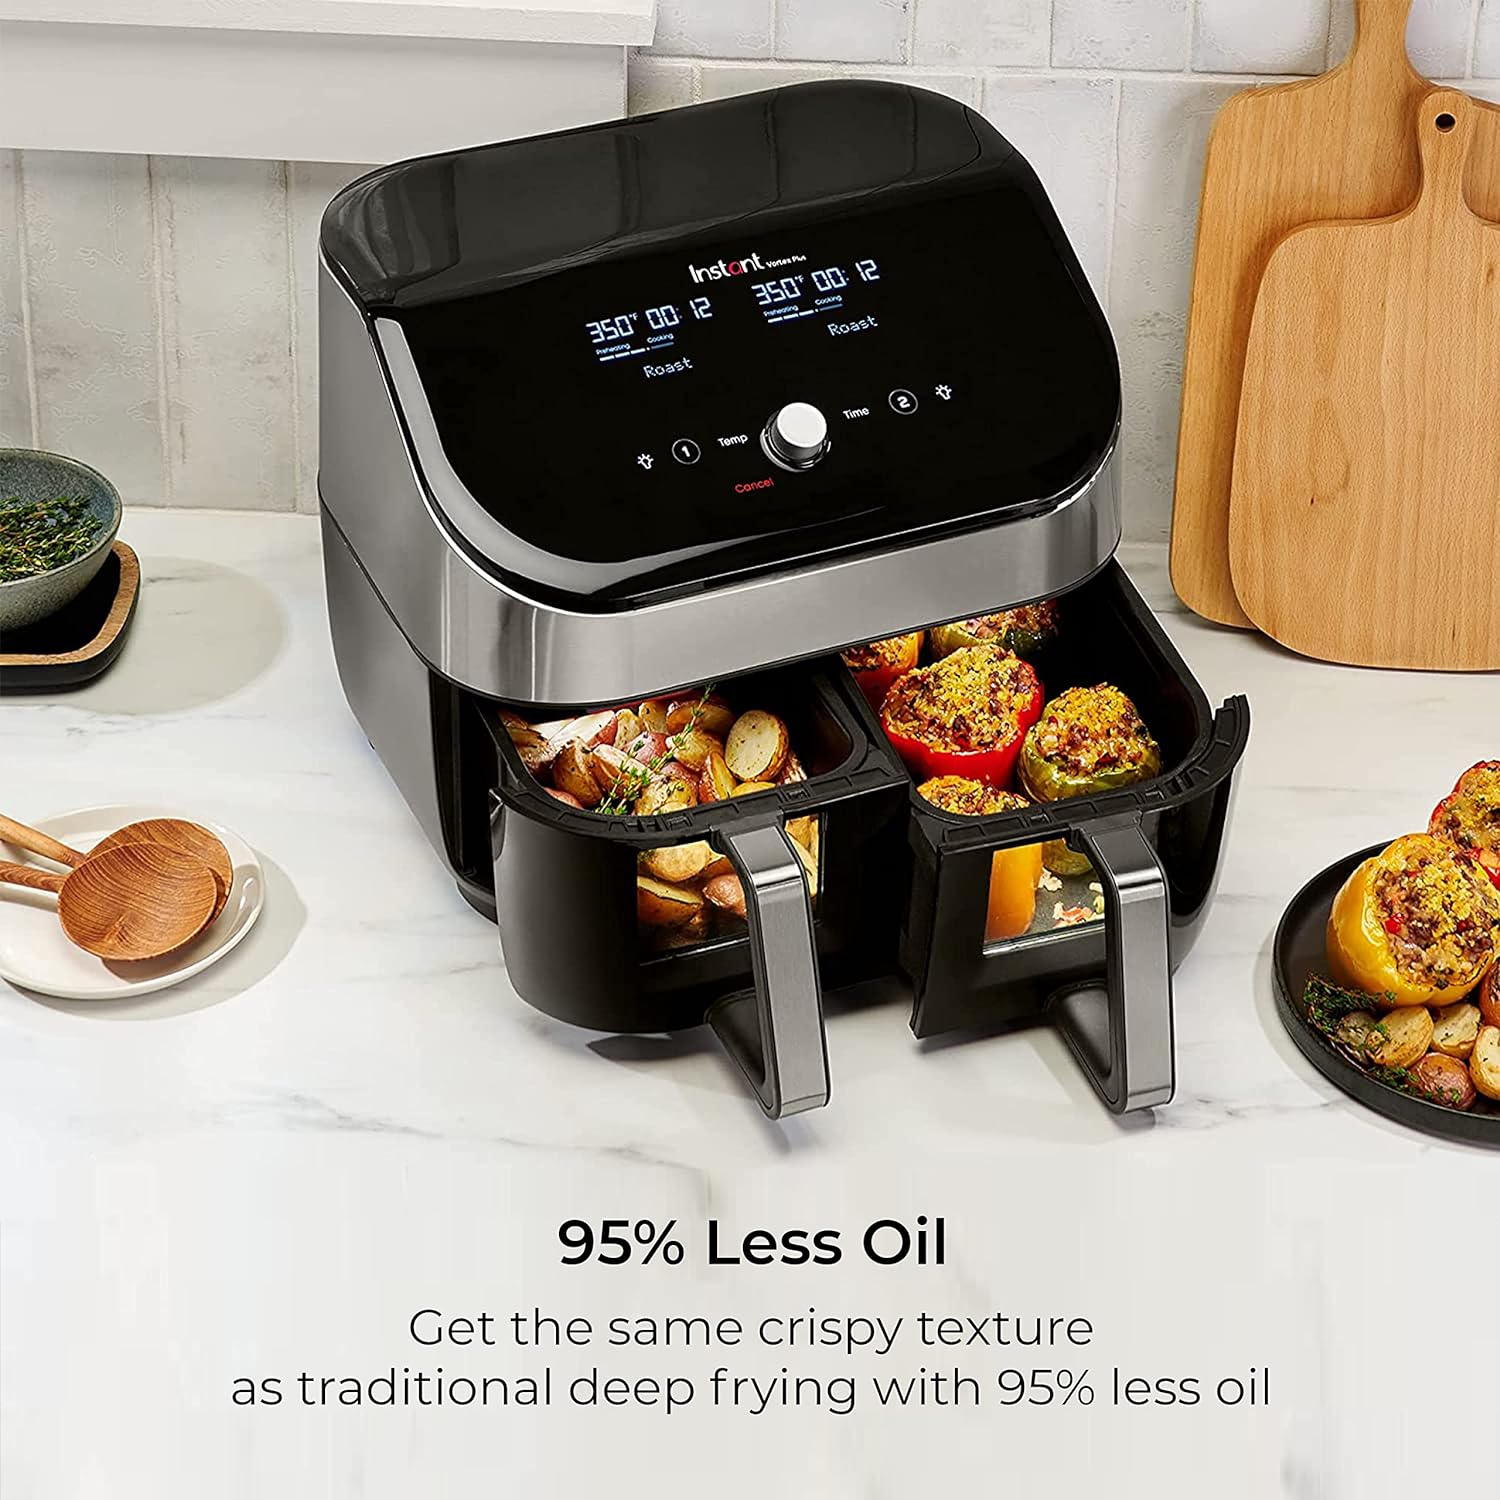 Instant Vortex Plus
350°F 00:12
Preheating Cooking
Roast
350°F 00:12
Preheating Cooking
Roast
1 Temp Time 2
Cancel
95% Less Oil
Get the same crispy texture
as traditional deep frying with 95% less oil